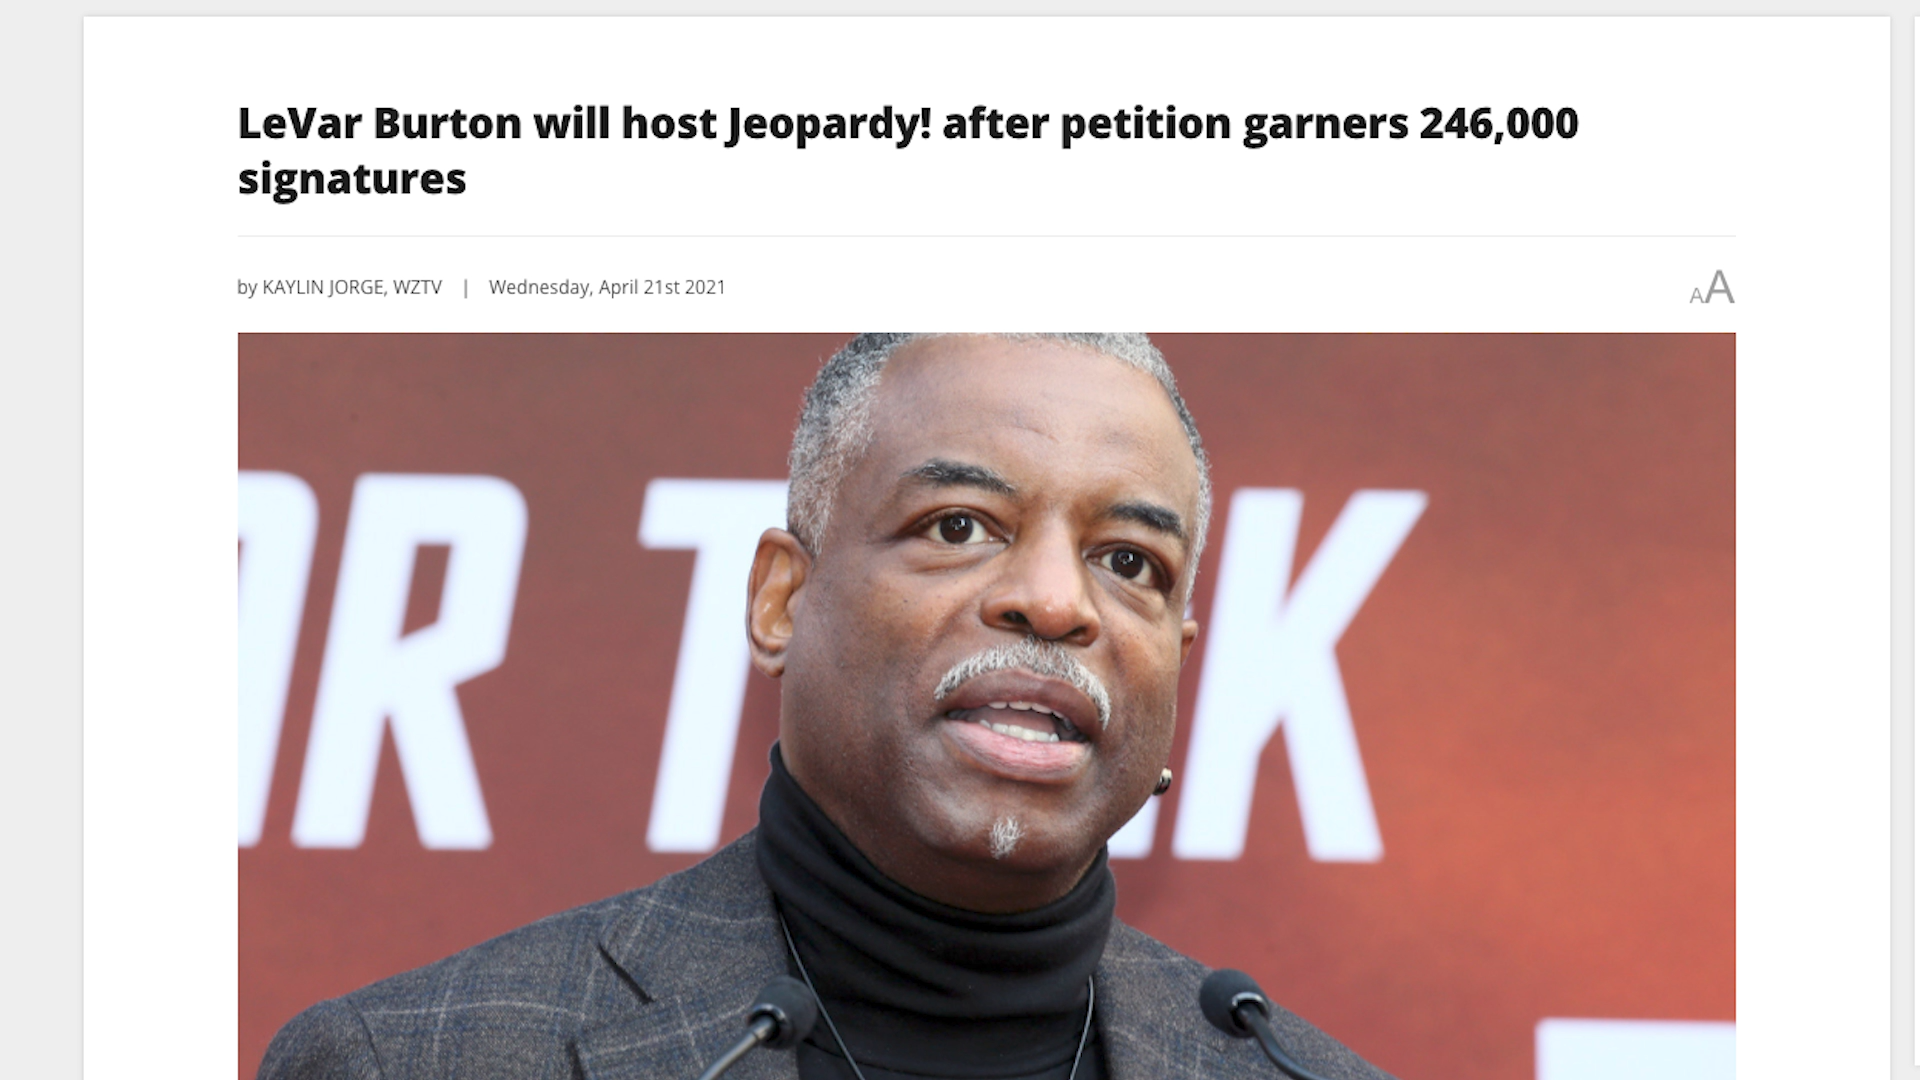 LeVar Burton will host Jeopardy! after petition garners 246,000
signatures
by KAYLIN JORGE, WZTV | Wednesday, April 21st 2021
AA
OR T K